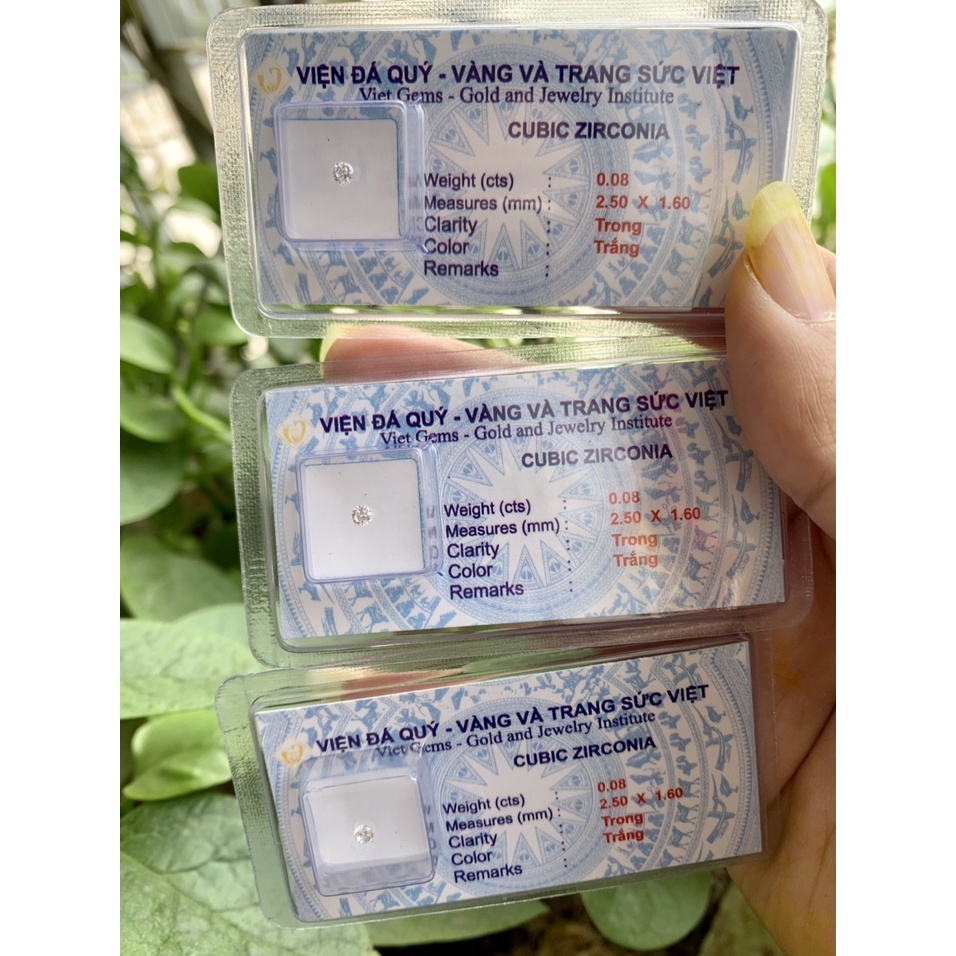 VIỆN ĐÁ QUÝ - VÀNG VÀ TRANG SỨC VIỆT
Viet Gems - Gold and Jewelry Institute
CUBIC ZIRCONIA
Weight (cts) : 0.08
Measures (mm) : 2.50 X 1.60
Clarity : Trong
Color : Trắng
Remarks :
VIỆN ĐÁ QUÝ - VÀNG VÀ TRANG SỨC VIỆT
Viet Gems - Gold and Jewelry Institute
CUBIC ZIRCONIA
Weight (cts) : 0.08
Measures (mm) : 2.50 X 1.60
Clarity : Trong
Color : Trắng
Remarks :
VIỆN ĐÁ QUÝ - VÀNG VÀ TRANG SỨC VIỆT
Viet Gems - Gold and Jewelry Institute
CUBIC ZIRCONIA
Weight (cts) : 0.08
Measures (mm) : 2.50 X 1.60
Clarity : Trong
Color : Trắng
Remarks :